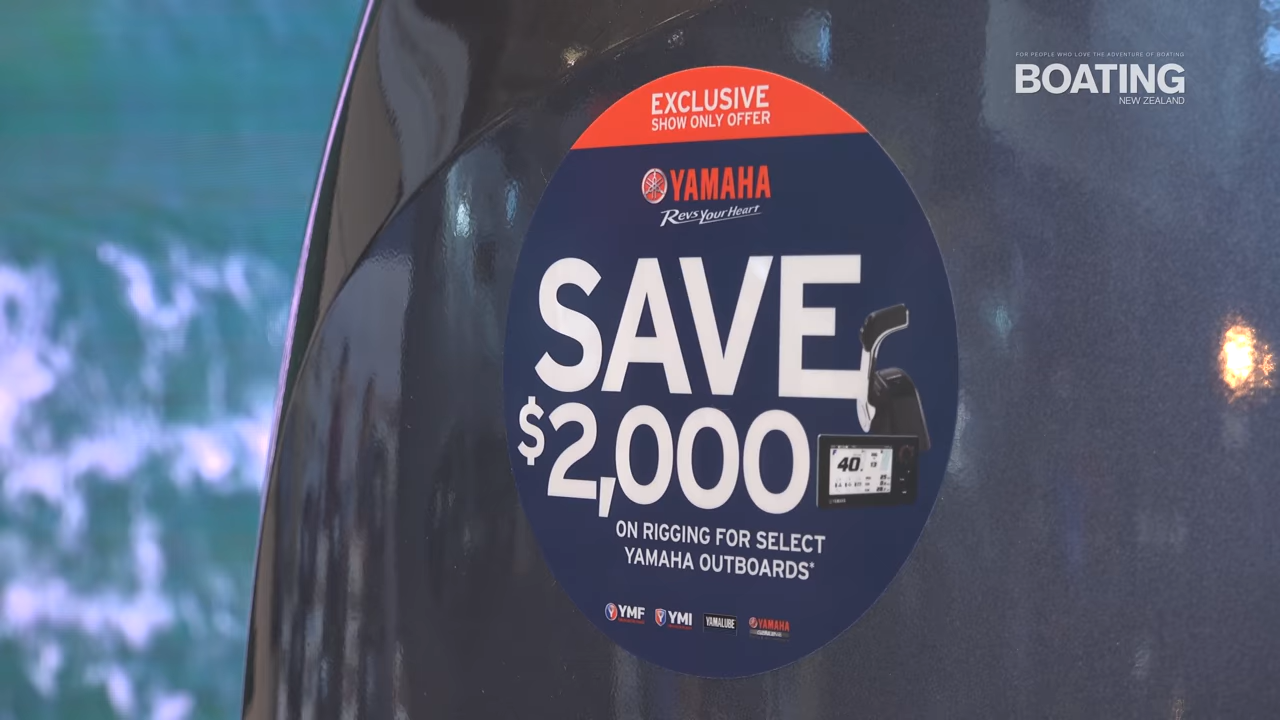 FOR PEOPLE WHO LOVE THE ADVENTURE OF BOATING
BOATING
NEW ZEALAND
EXCLUSIVE
SHOW ONLY OFFER
YAMAHA
Revs Your Heart
SAVE
$2,000
40
YAMAHA
ON RIGGING FOR SELECT
YAMAHA OUTBOARDS*
YMF
YMI
YAMALUBE
YAMAHA